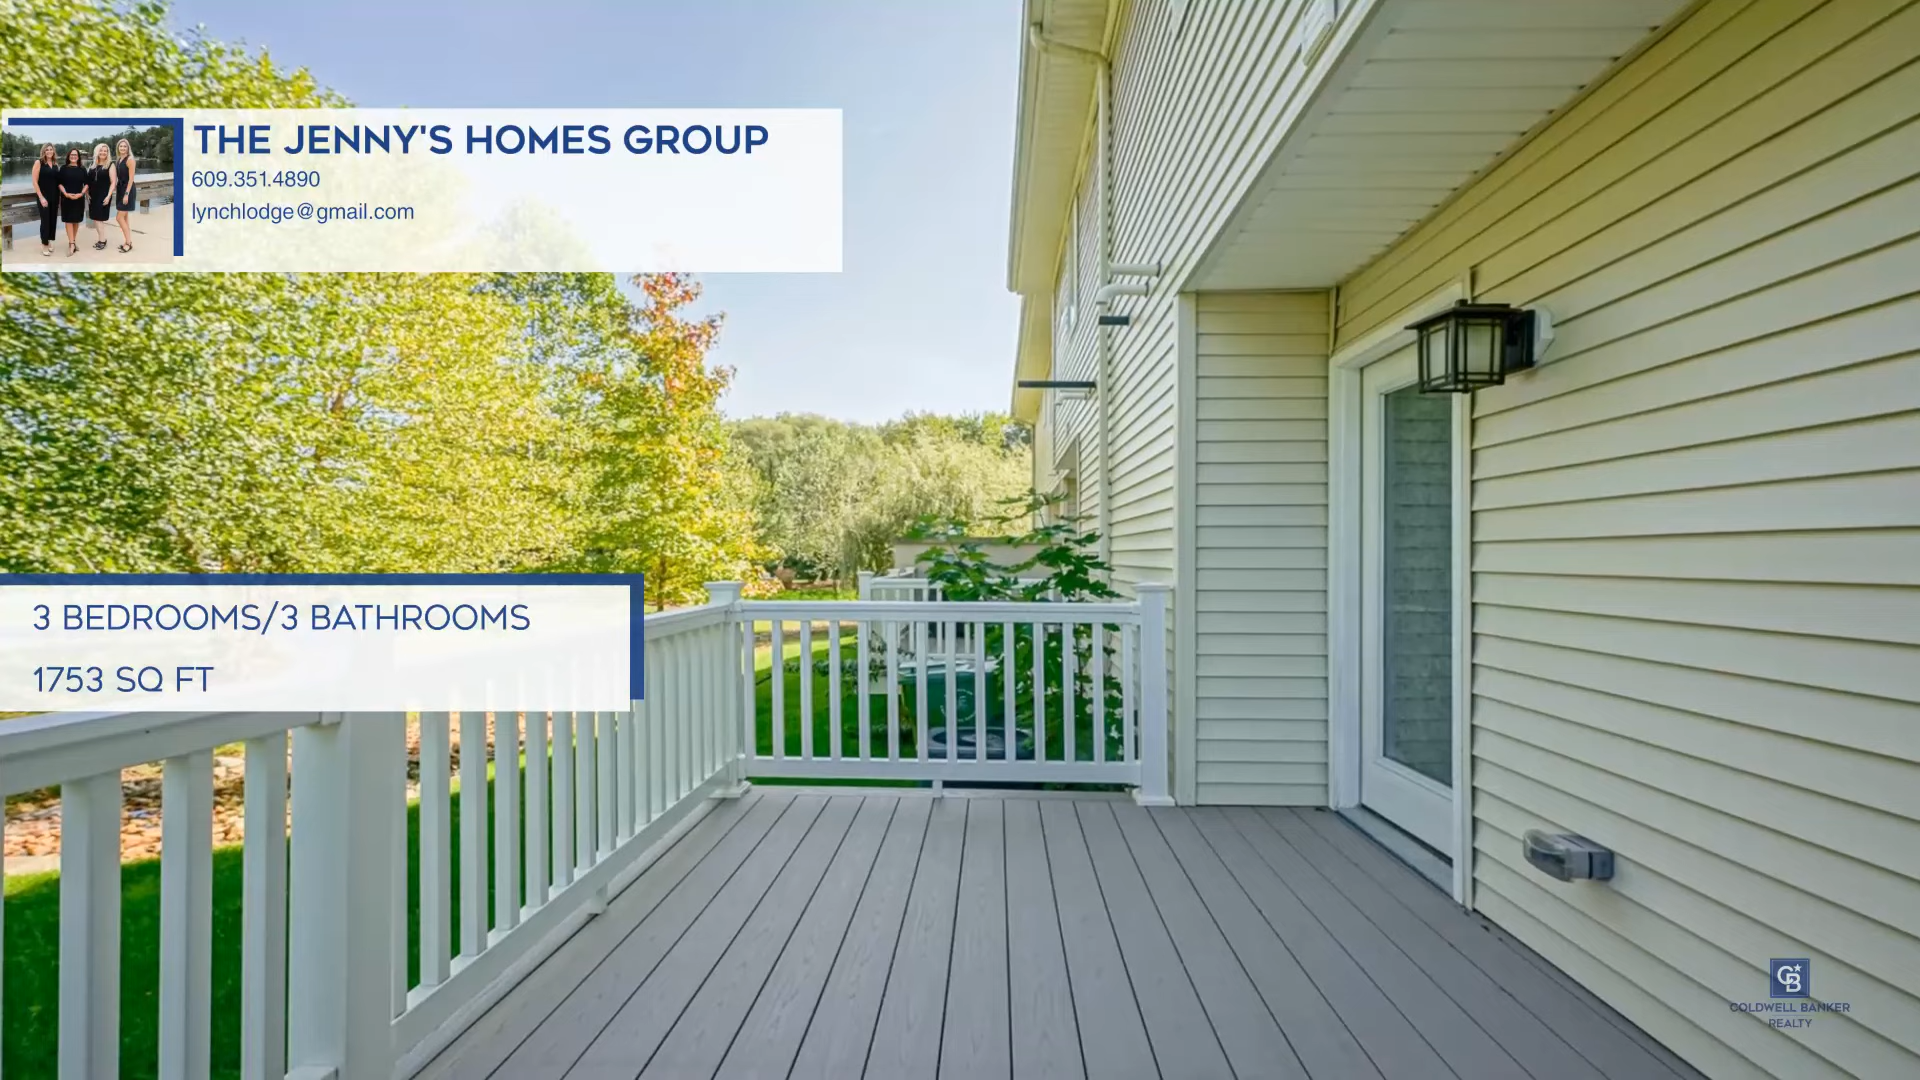 THE JENNY'S HOMES GROUP
609.351.4890
lynchlodge@gmail.com
3 BEDROOMS/3 BATHROOMS
1753 SQ FT
CB
COLDWELL BANKER
REALTY